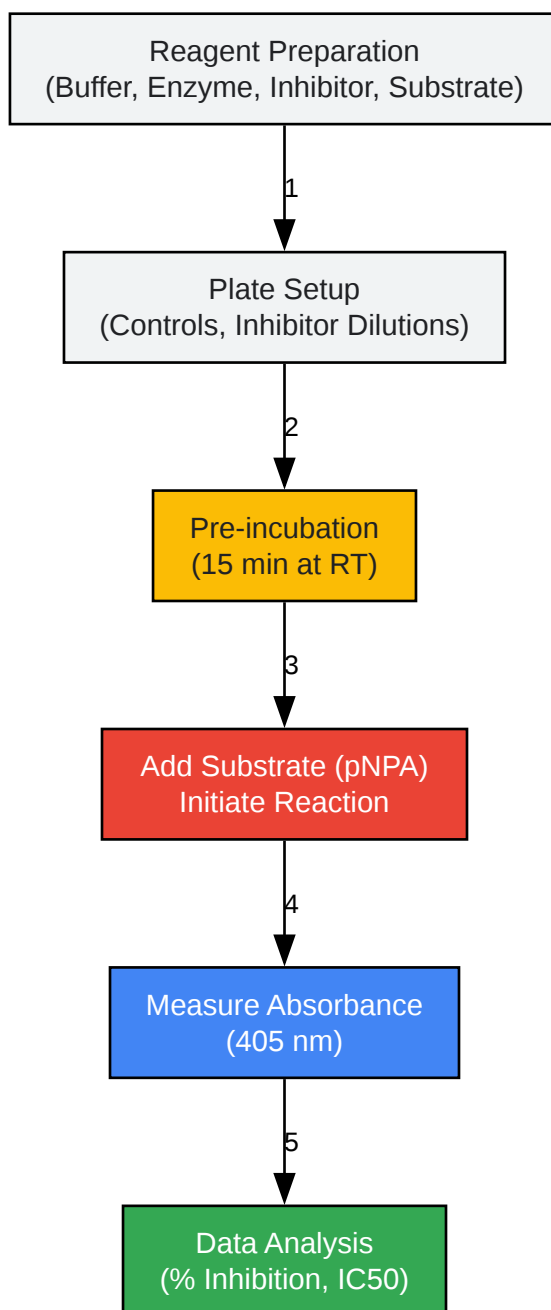 Reagent Preparation
(Buffer, Enzyme, Inhibitor, Substrate)
1
Plate Setup
(Controls, Inhibitor Dilutions)
2
Pre-incubation
(15 min at RT)
3
Add Substrate (pNPA)
Initiate Reaction
4
Measure Absorbance
(405 nm)
5
Data Analysis
(% Inhibition, IC50)